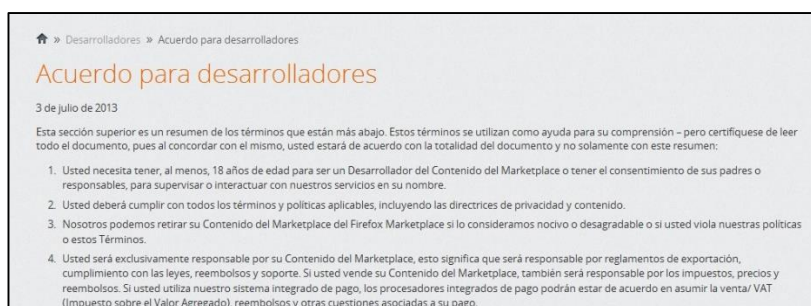 » Desarrolladores » Acuerdo para desarrolladores
Acuerdo para desarrolladores
3 de julio de 2013
Esta sección superior es un resumen de los términos que están más abajo. Estos términos se utilizan como ayuda para su comprensión – pero certifíquese de leer
todo el documento, pues al concordar con el mismo, usted estará de acuerdo con la totalidad del documento y no solamente con este resumen:
1. Usted necesita tener, al menos, 18 años de edad para ser un Desarrollador del Contenido del Marketplace o tener el consentimiento de sus padres o
responsables, para supervisar o interactuar con nuestros servicios en su nombre.
2. Usted deberá cumplir con todos los términos y políticas aplicables, incluyendo las directrices de privacidad y contenido.
3. Nosotros podemos retirar su Contenido del Marketplace del Firefox Marketplace si lo consideramos nocivo o desagradable o si usted viola nuestras políticas
o estos Términos.
4. Usted será exclusivamente responsable por su Contenido del Marketplace, esto significa que será responsable por reglamentos de exportación,
cumplimiento con las leyes, reembolsos y soporte. Si usted vende su Contenido del Marketplace, también será responsable por los impuestos, precios y
reembolsos. Si usted utiliza nuestro sistema integrado de pago, los procesadores integrados de pago podrán estar de acuerdo en asumir la venta/ VAT
(Impuesto sobre el Valor Agregado), reembolsos y otras cuestiones asociadas a su pago.